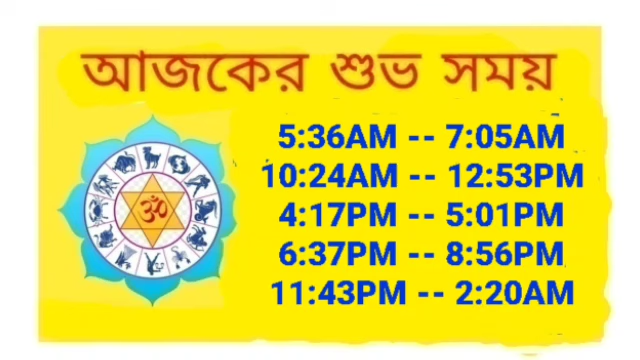 আজকের শুভ সময়
5:36AM -- 7:05AM
10:24AM -- 12:53PM
4:17PM -- 5:01PM
6:37PM -- 8:56PM
11:43PM -- 2:20AM
ॐ